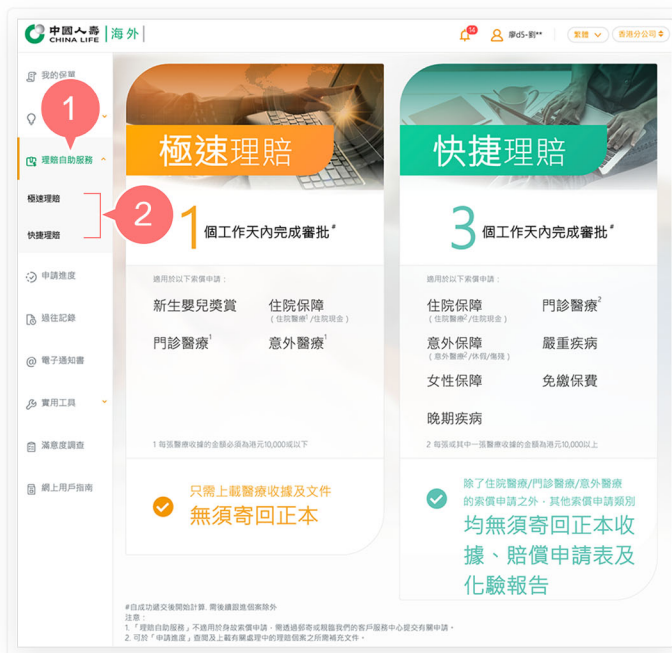 中國人壽
CHINA LIFE
海外
10
廖d5-劉**
繁體
香港分公司
我的保單
1
理賠自助服務
極速理賠
快捷理賠
2
申請進度
過往記錄
@ 電子通知書
實用工具
滿意度調查
網上用戶指南
極速理賠
1個工作天內完成審批#
適用於以下索償申請：
新生嬰兒獎賞
住院保障
(住院醫療¹/住院現金)
門診醫療¹
意外醫療¹
1 每張醫療收據的金額必須為港元10,000或以下
只需上載醫療收據及文件
無須寄回正本
快捷理賠
3個工作天內完成審批#
適用於以下索償申請：
住院保障
(住院醫療²/住院現金)
門診醫療²
意外保障
(意外醫療²/休假/傷殘)
嚴重疾病
女性保障
免繳保費
晚期疾病
2 每張或其中一張醫療收據的金額為港元10,000以上
除了住院醫療/門診醫療/意外醫療
的索償申請之外，其他索償申請類別
均無須寄回正本收
據、賠償申請表及
化驗報告
#自成功遞交後開始計算, 需後續跟進個案除外
注意：
1.「理賠自助服務」不適用於身故索償申請，需透過郵寄或親臨我們的客戶服務中心提交有關申請。
2. 可於「申請進度」查閱及上載有關處理中的理賠個案之所需補充文件。